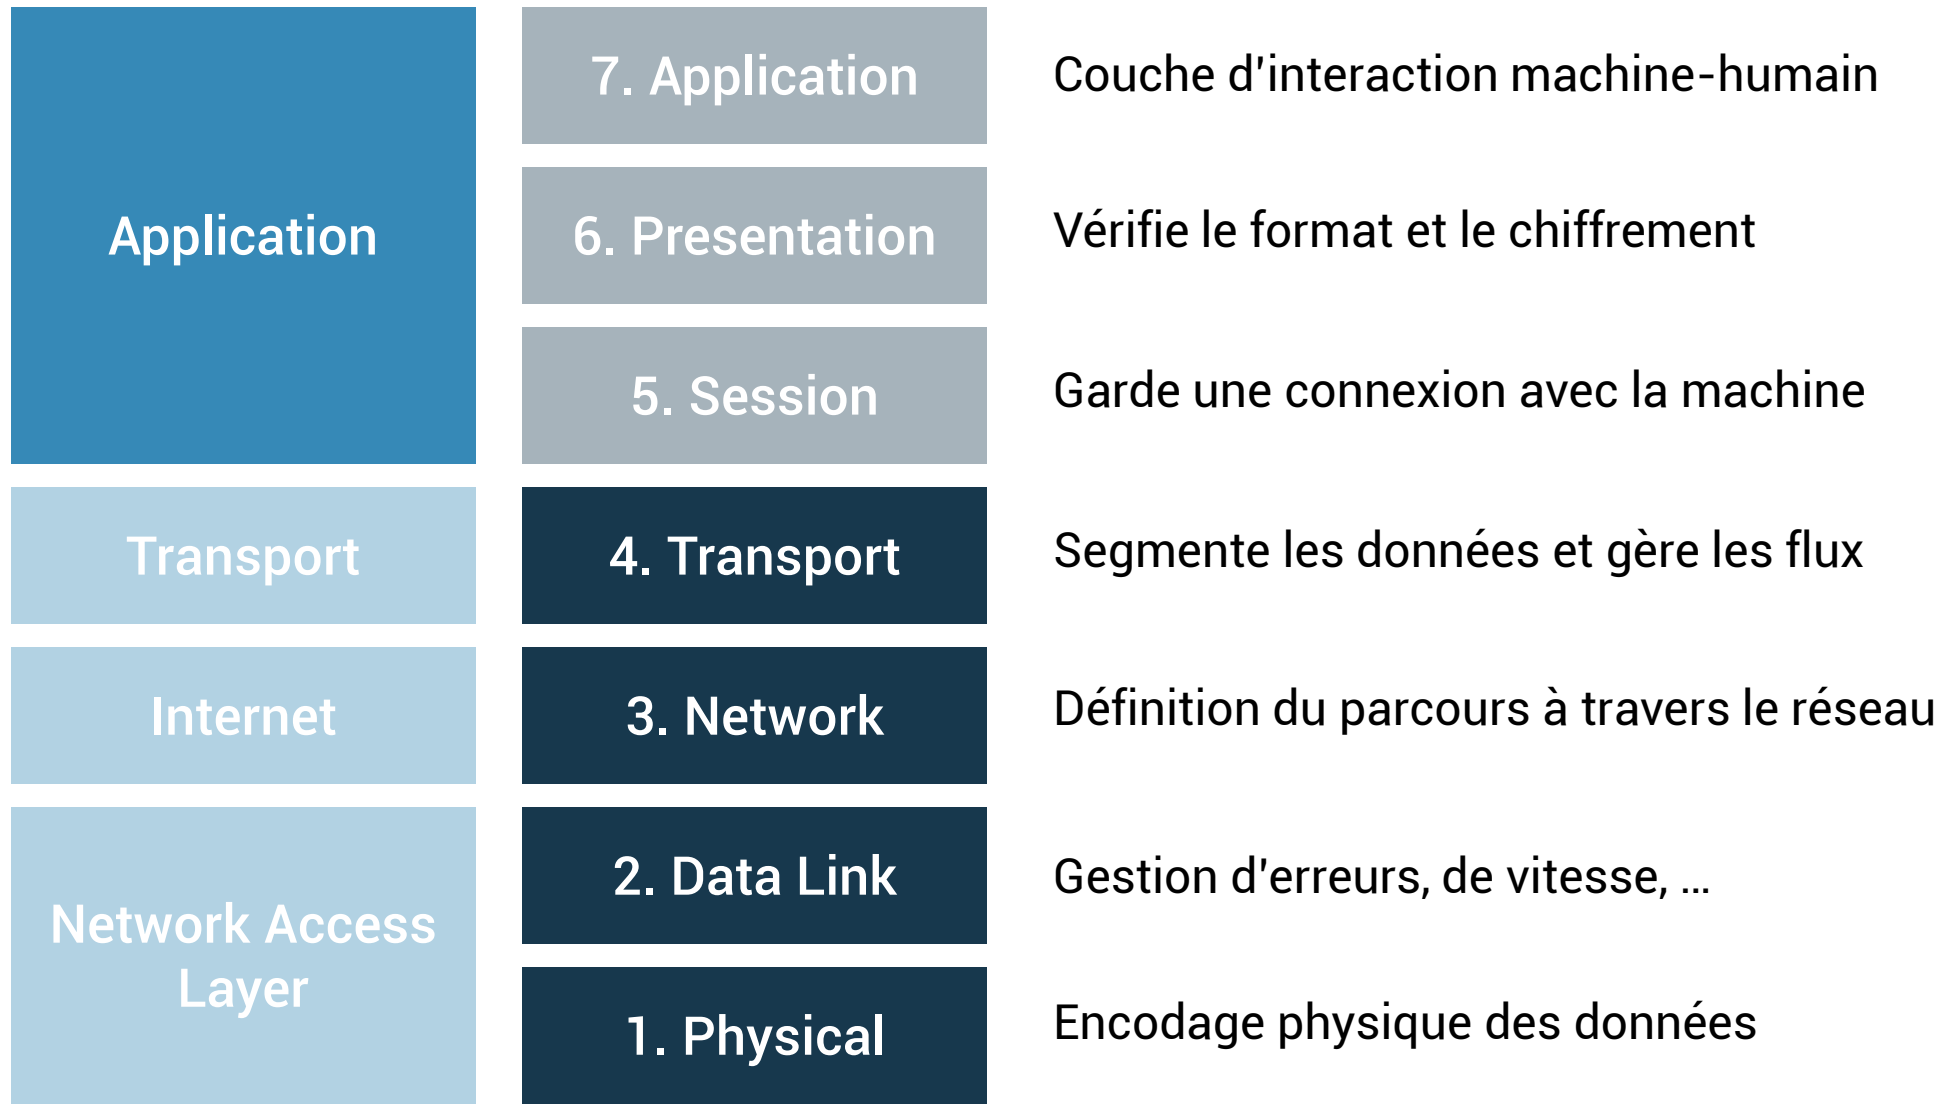 Application
7. Application
Couche d'interaction machine-humain
6. Presentation
Vérifie le format et le chiffrement
5. Session
Garde une connexion avec la machine
Transport
4. Transport
Segmente les données et gère les flux
Internet
3. Network
Définition du parcours à travers le réseau
Network Access
Layer
2. Data Link
Gestion d'erreurs, de vitesse, ...
1. Physical
Encodage physique des données